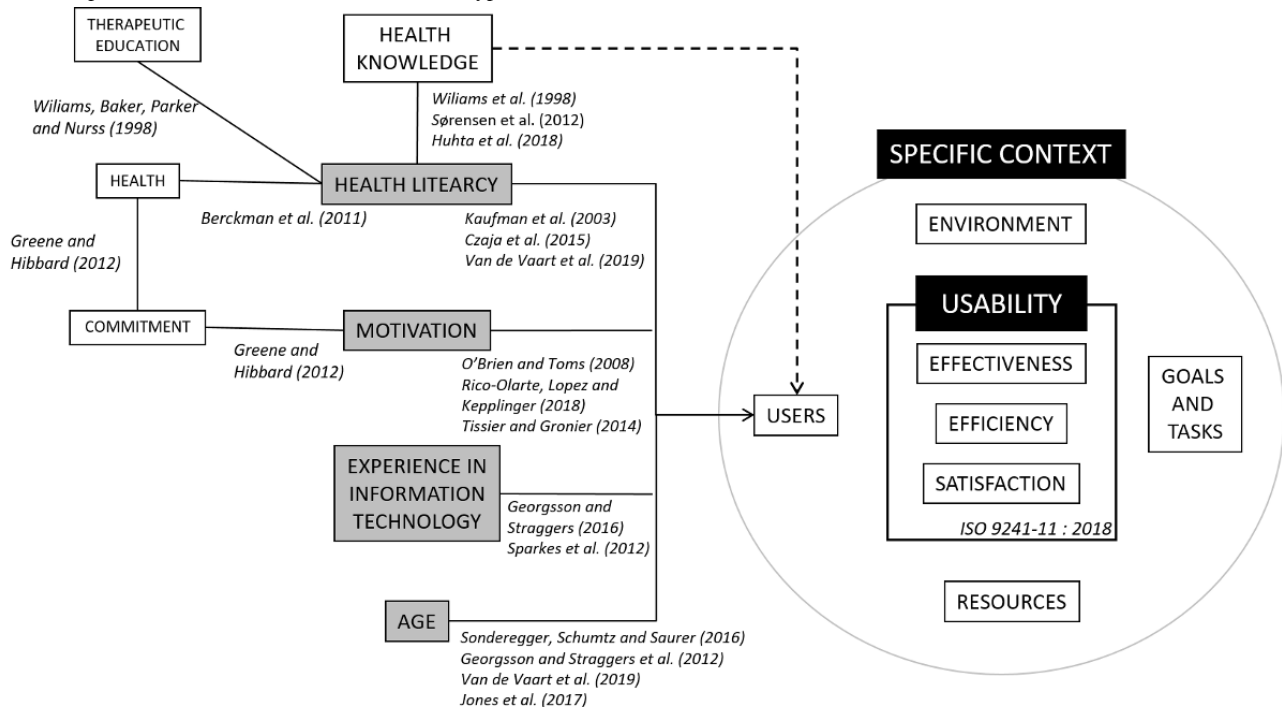 THERAPEUTIC
EDUCATION
HEALTH
KNOWLEDGE
Wiliams, Baker, Parker
and Nurss (1998)
Wiliams et al. (1998)
Sørensen et al. (2012)
Huhta et al. (2018)
HEALTH
HEALTH LITEARCY
Berckman et al. (2011)
Kaufman et al. (2003)
Czaja et al. (2015)
Van de Vaart et al. (2019)
Greene and
Hibbard (2012)
COMMITMENT
MOTIVATION
Greene and
Hibbard (2012)
O'Brien and Toms (2008)
Rico-Olarte, Lopez and
Kepplinger (2018)
Tissier and Gronier (2014)
EXPERIENCE IN
INFORMATION
TECHNOLOGY
Georgsson and
Straggers (2016)
Sparkes et al. (2012)
AGE
Sonderegger, Schumtz and Saurer (2016)
Georgsson and Straggers et al. (2012)
Van de Vaart et al. (2019)
Jones et al. (2017)
SPECIFIC CONTEXT
ENVIRONMENT
USABILITY
EFFECTIVENESS
EFFICIENCY
SATISFACTION
ISO 9241-11 : 2018
USERS
GOALS
AND
TASKS
RESOURCES